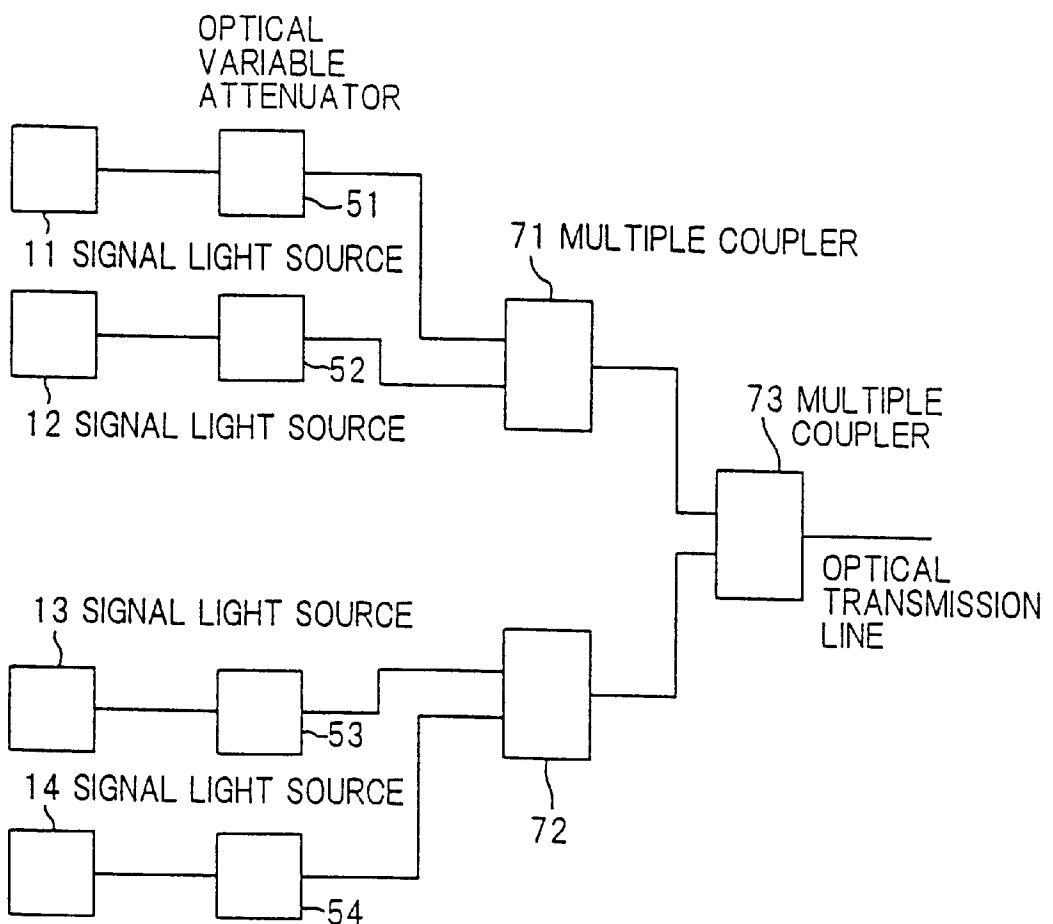 OPTICAL
VARIABLE
ATTENUATOR
51
11 SIGNAL LIGHT SOURCE
71 MULTIPLE COUPLER
52
12 SIGNAL LIGHT SOURCE
73 MULTIPLE
COUPLER
OPTICAL
TRANSMISSION
LINE
13 SIGNAL LIGHT SOURCE
53
14 SIGNAL LIGHT SOURCE
72
54